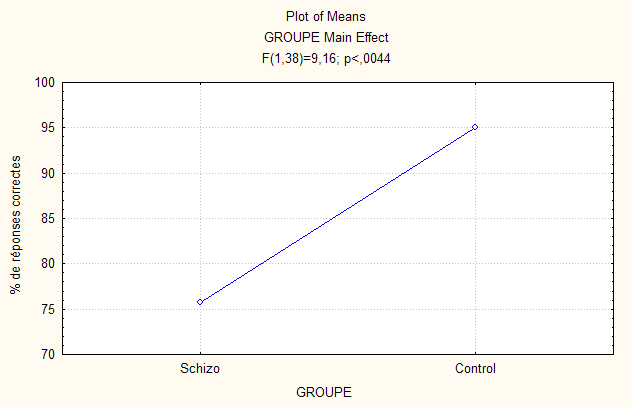 Plot of Means
GROUPE Main Effect
F(1,38)=9,16; p<,0044
% de réponses correctes
100
95
90
85
80
75
70
Schizo
Control
GROUPE